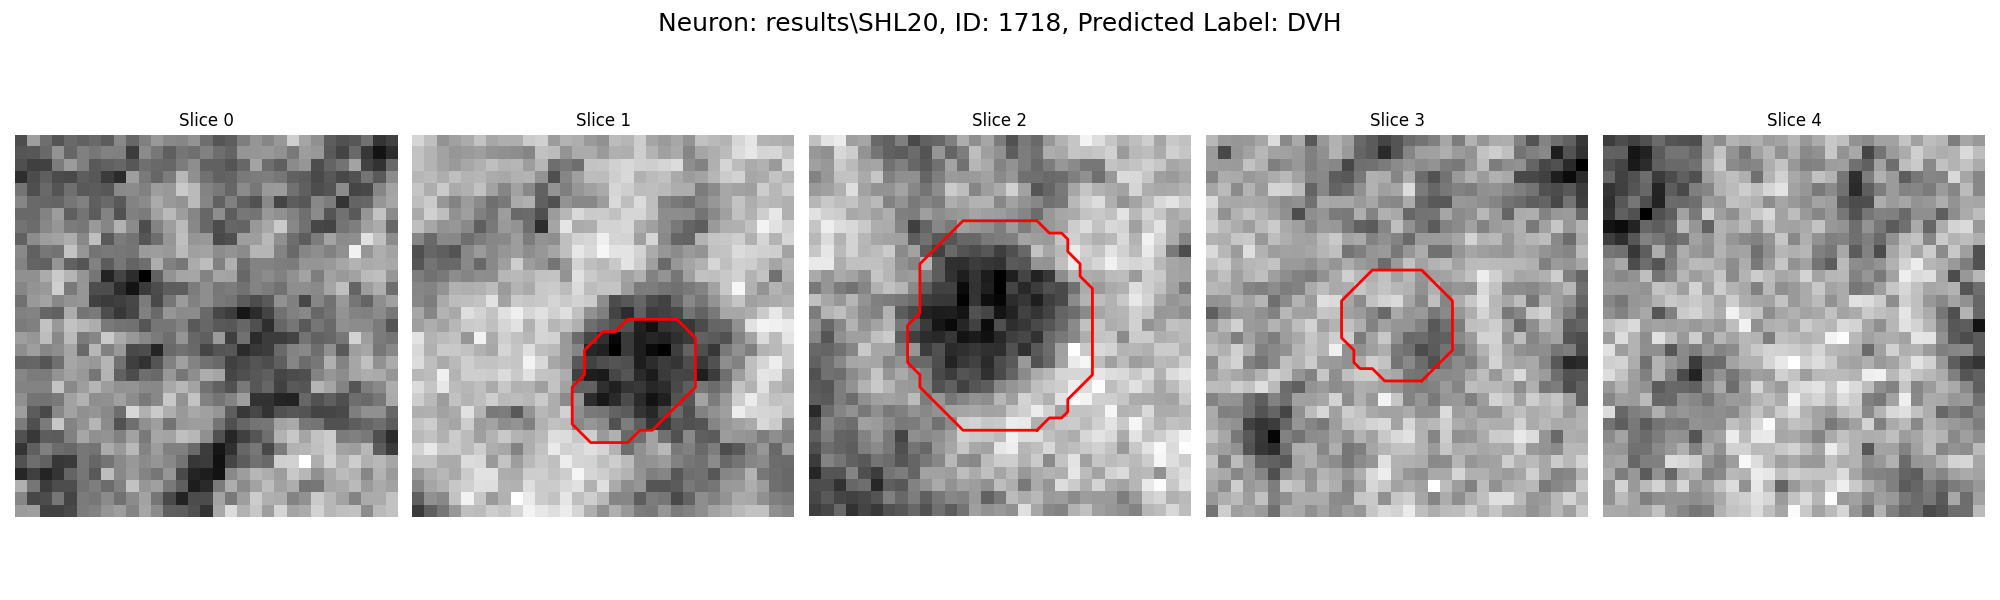 Neuron: results\SHL20, ID: 1718, Predicted Label: DVH
Slice 0
Slice 1
Slice 2
Slice 3
Slice 4